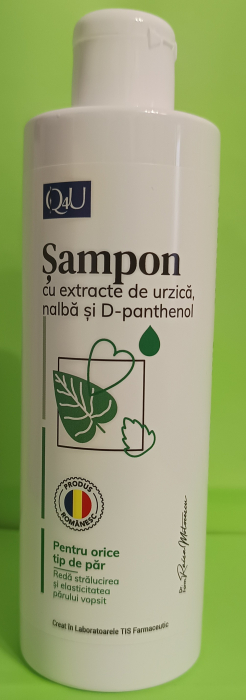 Q4U
Șampon
cu extracte de urzică,
nalbă și D-panthenol
PRODUS
ROMÂNESC
Pentru orice
tip de păr
Redă strălucirea
și elasticitatea
părului vopsit
Creat în Laboratoarele TIS Farmaceutic